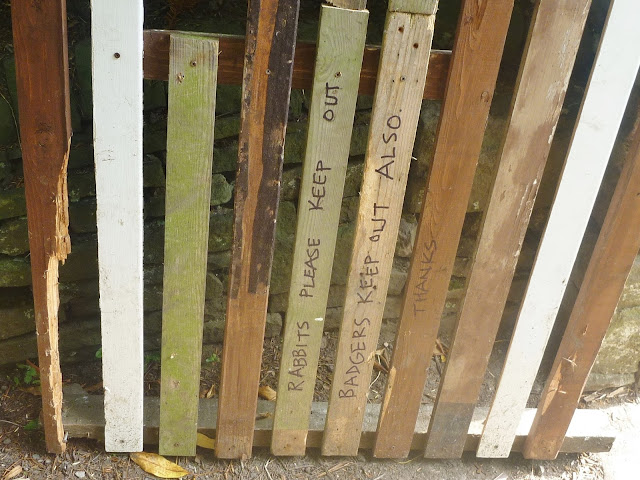 RABBITS PLEASE KEEP OUT.
BADGERS KEEP OUT ALSO.
THANKS.